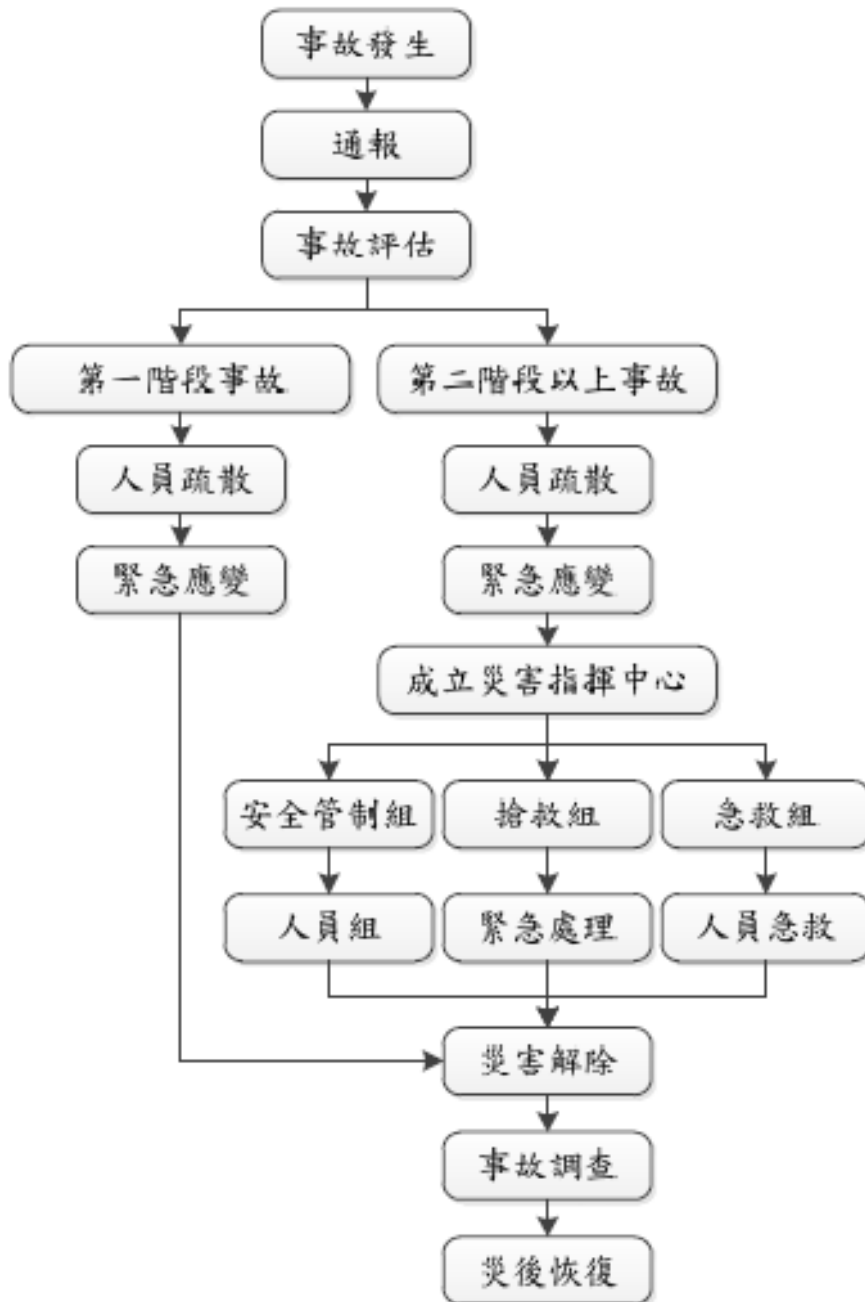 事故發生
通報
事故評估
第一階段事故
第二階段以上事故
人員疏散
人員疏散
緊急應變
緊急應變
成立災害指揮中心
安全管制組
搶救組
急救組
人員組
緊急處理
人員急救
災害解除
事故調查
災後恢復